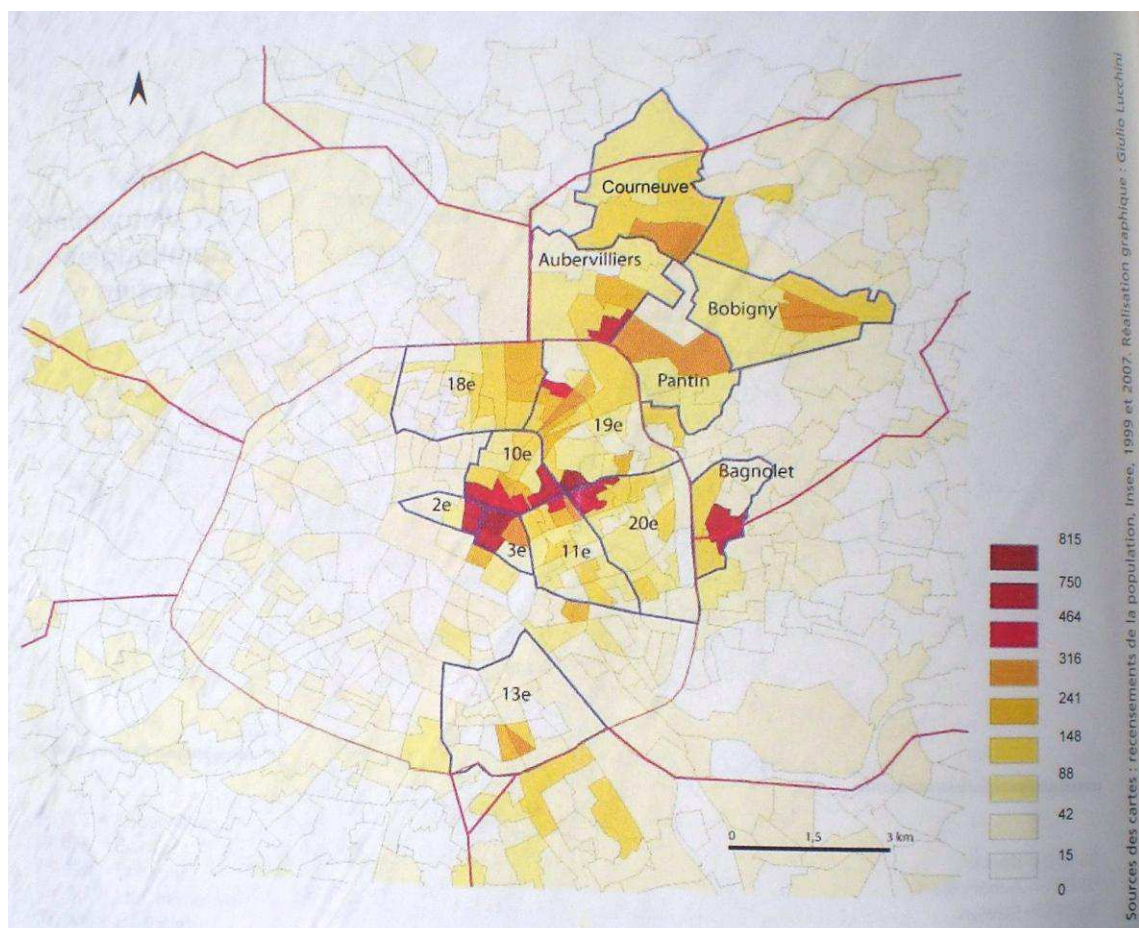 Courneuve
Aubervilliers
Bobigny
Pantin
18e
19e
10e
Bagnolet
2e
20e
3e
11e
13e
815
750
464
316
241
148
88
42
15
0
0 1,5 3 km
Sources des cartes : recensements de la population, Insee, 1999 et 2007. Réalisation graphique : Giulio Lucchini